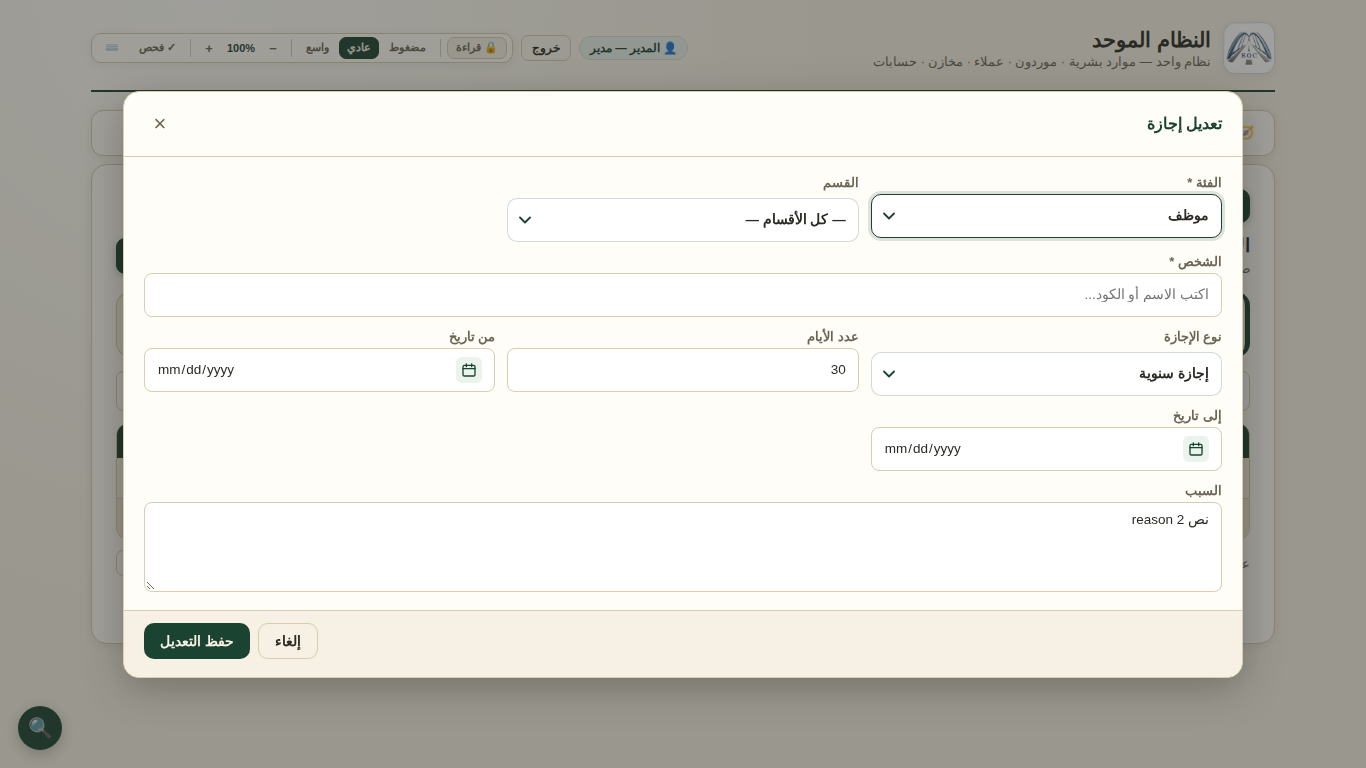 النظام الموحد
نظام واحد — موارد بشرية · موردون · عملاء · مخازن · حسابات
EOC
👤 المدير — مدير
خروج
🔒 قراءة
مضغوط
عادي
واسع
−
100%
+
✓ فحص
تعديل إجازة
×
الفئة *
القسم
موظف
— كل الأقسام —
الشخص *
اكتب الاسم أو الكود...
نوع الإجازة
عدد الأيام
من تاريخ
إجازة سنوية
30
mm/dd/yyyy
إلى تاريخ
mm/dd/yyyy
السبب
نص reason 2
إلغاء
حفظ التعديل